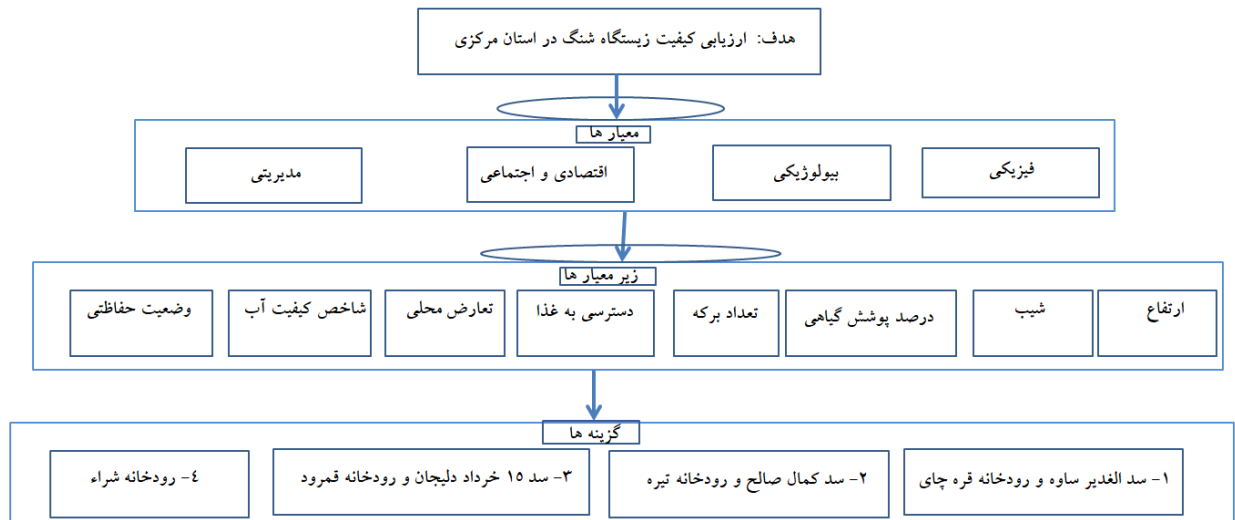 هدف: ارزیابی کیفیت زیستگاه شنگ در استان مرکزی
معیار ها
فیزیکی
بیولوژیکی
اقتصادی و اجتماعی
مدیریتی
زیر معیار ها
ارتفاع
شیب
درصد پوشش گیاهی
تعداد برکه
دسترسی به غذا
تعارض محلی
شاخص کیفیت آب
وضعیت حفاظتی
گزینه ها
۱- سد الغدیر ساوه و رودخانه قره چای
۲- سد کمال صالح و رودخانه تیره
۳- سد ۱۵ خرداد دلیجان و رودخانه قمرود
٤- رودخانه شراء